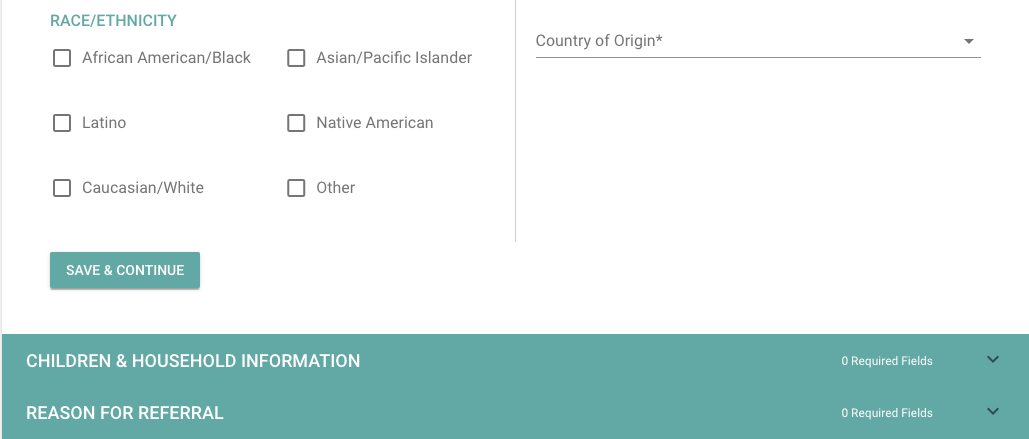 RACE/ETHNICITY
African American/Black
Asian/Pacific Islander
Latino
Native American
Caucasian/White
Other
Country of Origin*
SAVE & CONTINUE
CHILDREN & HOUSEHOLD INFORMATION
0 Required Fields
REASON FOR REFERRAL
0 Required Fields